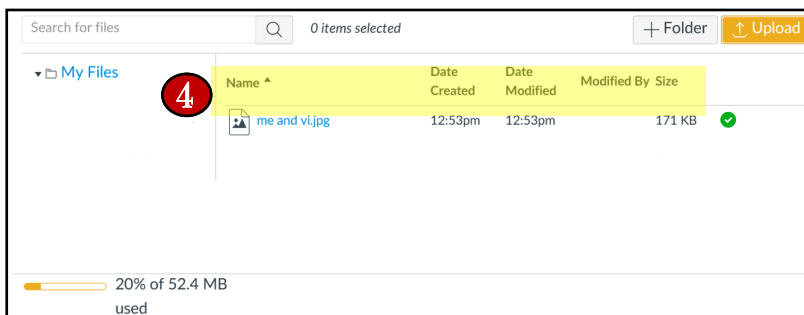 Search for files 0 items selected + Folder Upload
My Files
4
Name Date Created Date Modified Modified By Size
me and vi.jpg 12:53pm 12:53pm 171 KB
20% of 52.4 MB
used